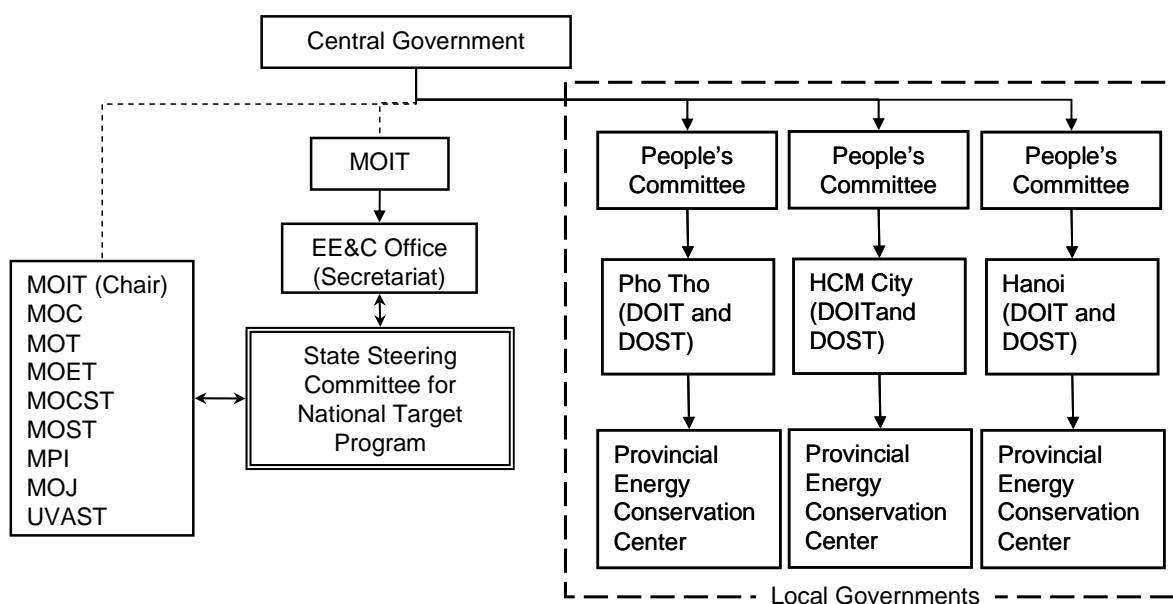 Central Government
MOIT
EE&C Office
(Secretariat)
State Steering
Committee for
National Target
Program
MOIT (Chair)
MOC
MOT
MOET
MOCST
MOST
MPI
MOJ
UVAST
People's
Committee
People's
Committee
People's
Committee
Pho Tho
(DOIT and
DOST)
HCM City
(DOITand
DOST)
Hanoi
(DOIT and
DOST)
Provincial
Energy
Conservation
Center
Provincial
Energy
Conservation
Center
Provincial
Energy
Conservation
Center
Local Governments